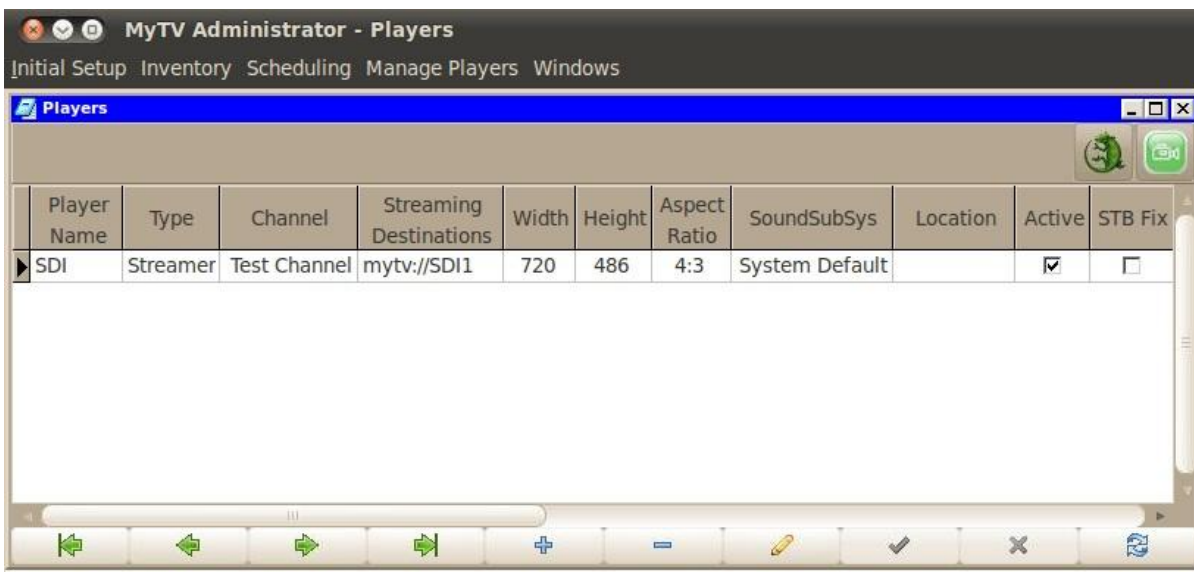 MyTV Administrator - Players
Initial Setup Inventory Scheduling Manage Players Windows
Players
Player Name Type Channel Streaming Destinations Width Height Aspect Ratio SoundSubSys Location Active STB Fix
SDI Streamer Test Channel mytv://SDI1 720 486 4:3 System Default